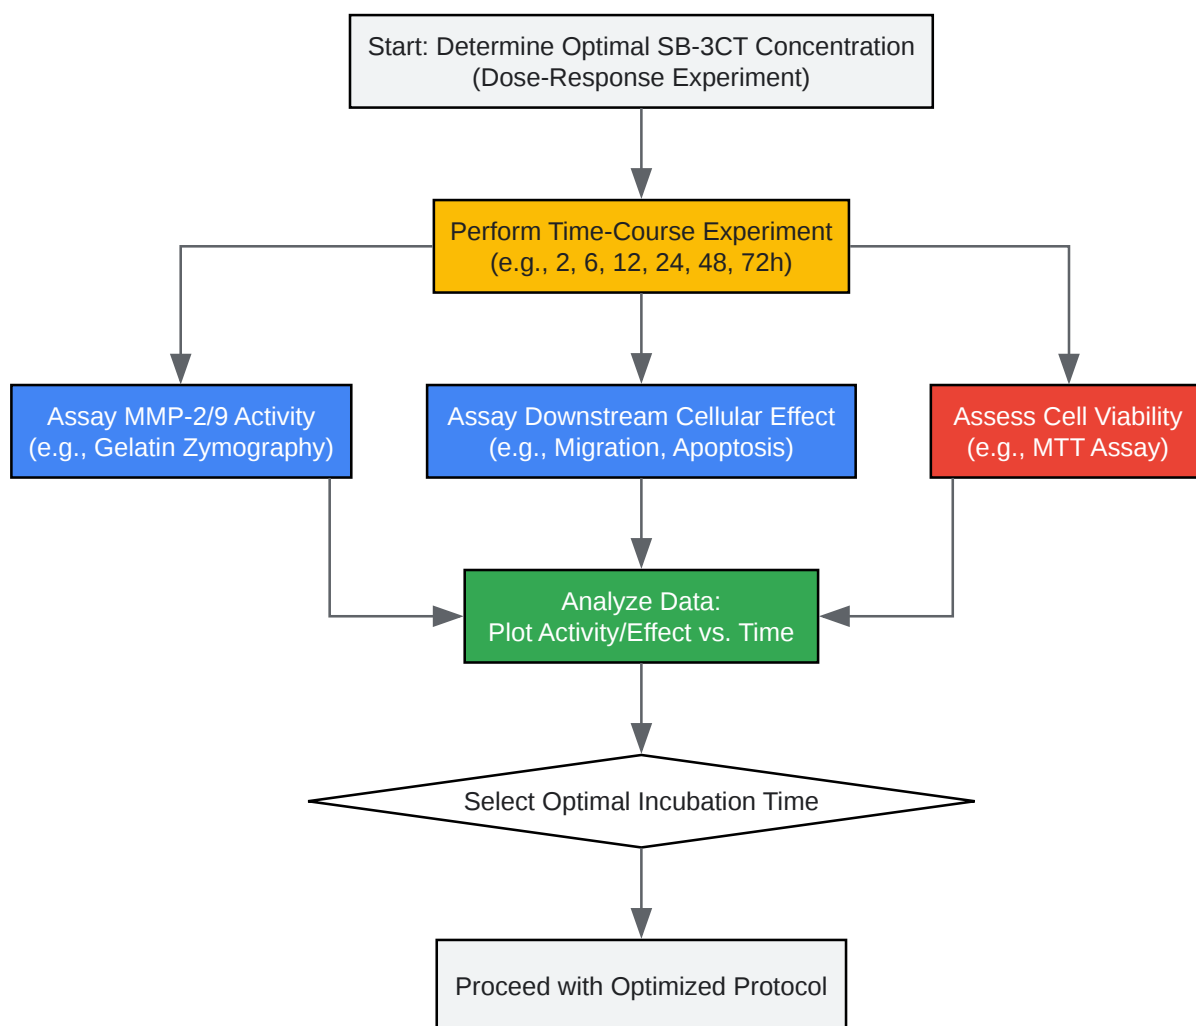 Start: Determine Optimal SB-3CT Concentration
(Dose-Response Experiment)
Perform Time-Course Experiment
(e.g., 2, 6, 12, 24, 48, 72h)
Assay MMP-2/9 Activity
(e.g., Gelatin Zymography)
Assay Downstream Cellular Effect
(e.g., Migration, Apoptosis)
Assess Cell Viability
(e.g., MTT Assay)
Analyze Data:
Plot Activity/Effect vs. Time
Select Optimal Incubation Time
Proceed with Optimized Protocol